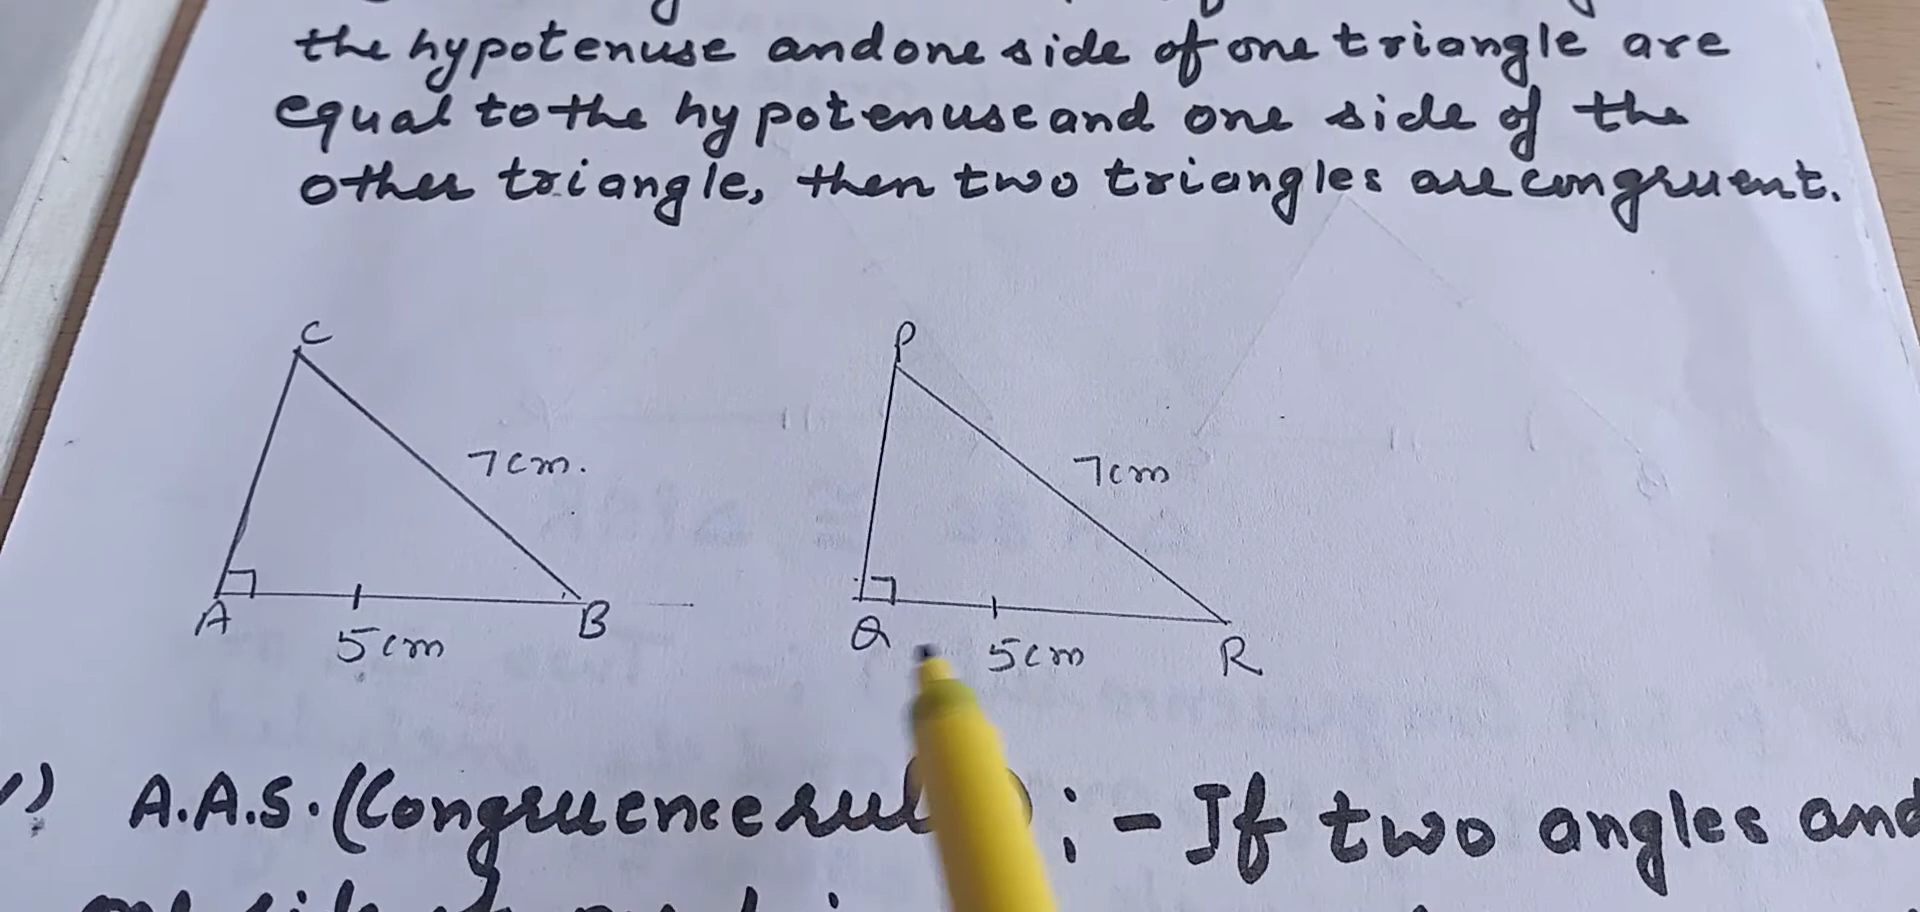 the hypotenuse and one side of one triangle are
equal to the hypotenuse and one side of the
other triangle, then two triangles are congruent.
C
P
7cm.
7cm
A
B
5cm
Q
R
5cm
A.A.S. (Congruence :- If two angles and